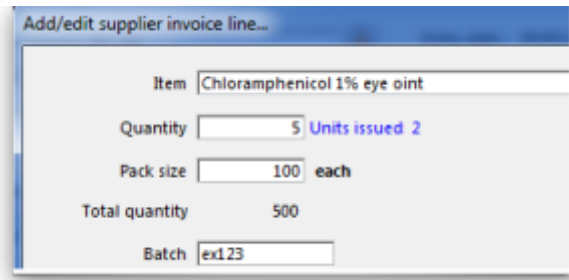 Add/edit supplier invoice line...
Item Chloramphenicol 1% eye oint
Quantity 5 Units issued 2
Pack size 100 each
Total quantity 500
Batch ex123